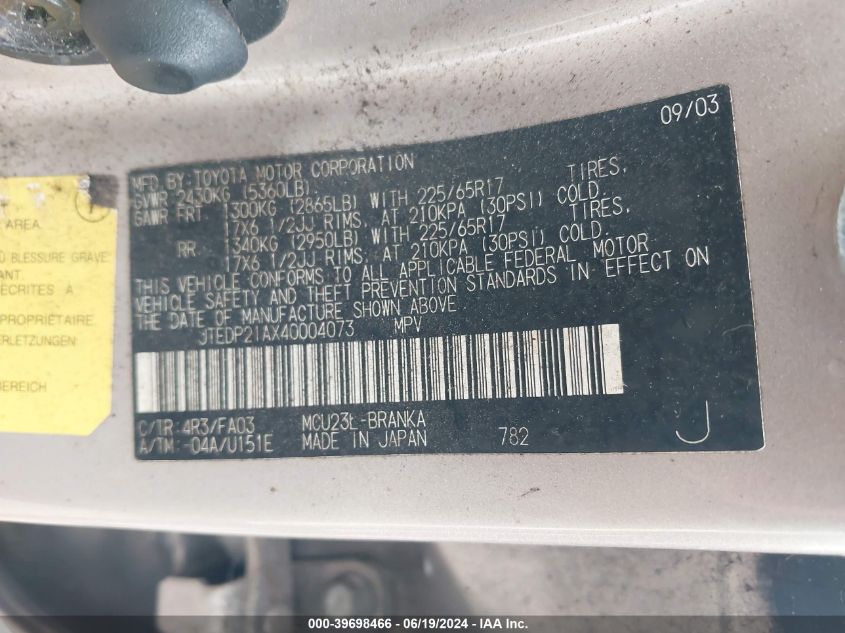 09/03
MFD.BY:TOYOTA MOTOR CORPORATION
GVWR 2430KG (5360LB)
GAWR FRT 1300KG (2865LB) WITH 225/65R17 TIRES,
17X6 1/2JJ RIMS, AT 210KPA (30PSI) COLD.
RR 1340KG (2950LB) WITH 225/65R17 TIRES,
17X6 1/2JJ RIMS, AT 210KPA (30PSI) COLD.
THIS VEHICLE CONFORMS TO ALL APPLICABLE FEDERAL MOTOR
VEHICLE SAFETY AND THEFT PREVENTION STANDARDS IN EFFECT ON
THE DATE OF MANUFACTURE SHOWN ABOVE
JTEDP21AX40004073 MPV
C/TR 4R3/FA03 MCU23L-BRANKA
A/TM -04A/U151E MADE IN JAPAN 782 J
AREA
BLESSURE GRAVE
ANT.
ECRITES A
PROPRIÉTAIRE
ERLETZUNGEN
BEREICH
000-39698466 - 06/19/2024 - IAA Inc.